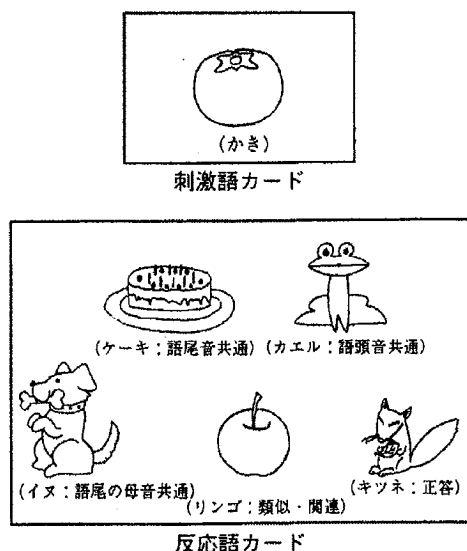 (かき)
刺激語カード
(ケーキ:語尾音共通) (カエル:語頭音共通)
(イヌ:語尾の母音共通)
(リンゴ:類似・関連)
(キツネ:正答)
反応語カード